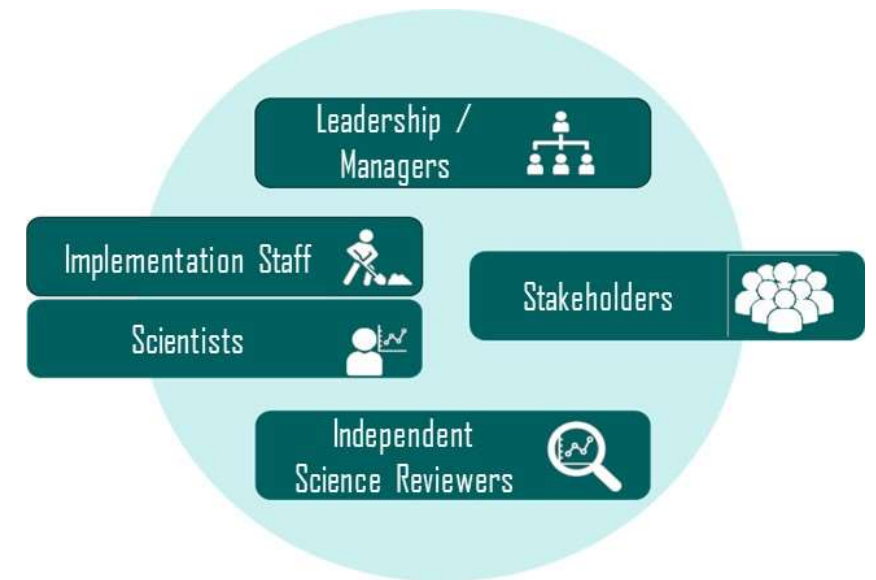 Leadership /
Managers
Implementation Staff
Scientists
Stakeholders
Independent
Science Reviewers